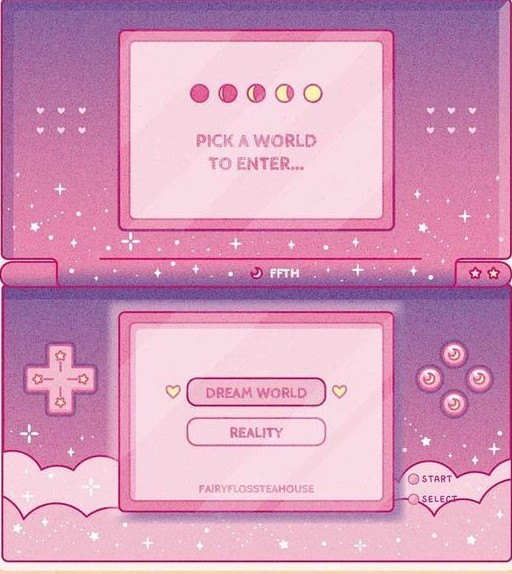 PICK A WORLD
TO ENTER...
FFTH
DREAM WORLD
REALITY
FAIRYFLOSSTEAHOUSE
START
SELECT